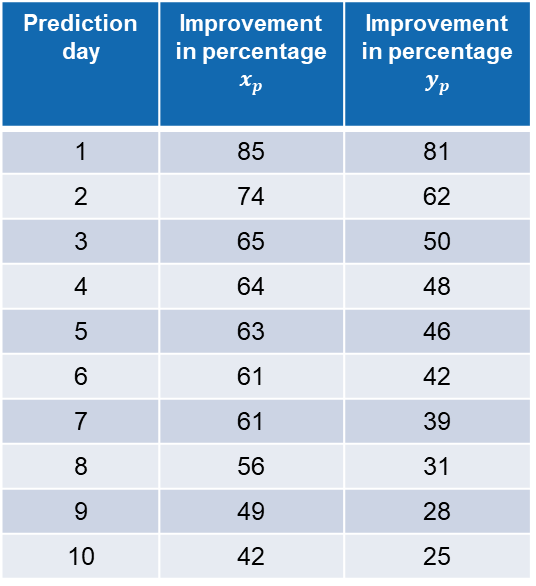 Prediction day Improvement in percentage xₚ Improvement in percentage yₚ
1 85 81
2 74 62
3 65 50
4 64 48
5 63 46
6 61 42
7 61 39
8 56 31
9 49 28
10 42 25